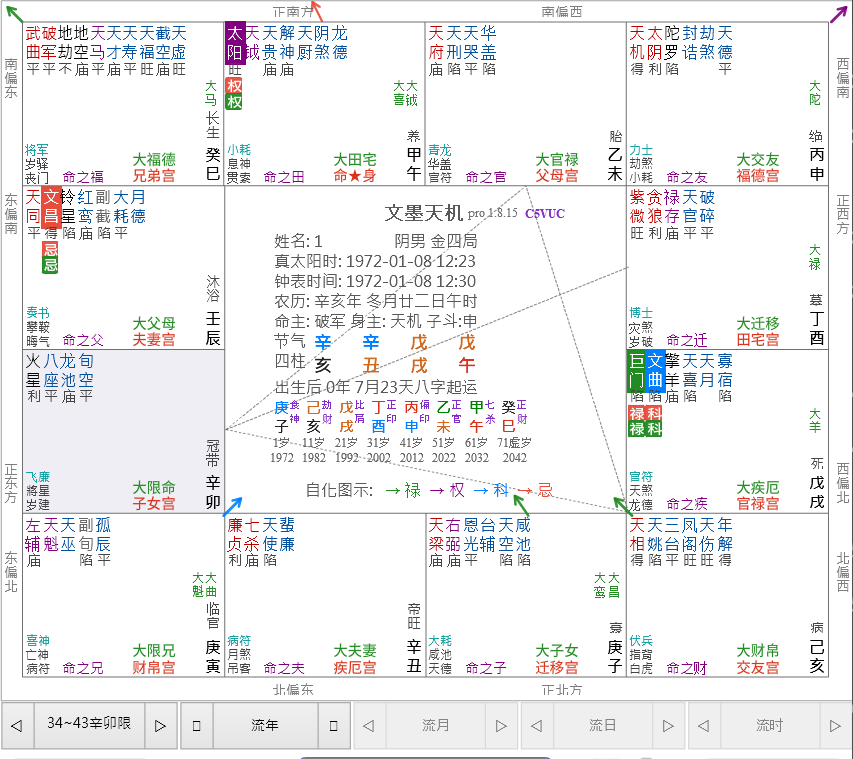 正南方
南偏西
南偏东
东偏南
正东方
东偏北
西偏南
正西方
西偏北
北偏西
北偏东
正北方
武破地地天天天天截天
曲军劫空马才寿福空虚
平平不庙平庙平旺庙旺
大马
长生
将军
岁驿
丧门
命之福
大福德
兄弟宫
癸巳
太天天解天阴龙
阳钺贵神厨煞德
旺 庙庙
权
权
大大
喜钺
养
小耗
息神
贯索
命之田
大田宅
命★身
甲午
天天天华
府刑哭盖
庙陷平陷
胎
青龙
华盖
官符
命之官
大官禄
父母宫
乙未
天太陀封劫天
机阴罗诰煞德
得利陷 平
大陀
绝
力士
劫煞
小耗
命之友
大交友
福德宫
丙申
天文铃红副大月
同昌星鸾截耗德
平得陷庙陷平
忌
忌
沐浴
奏书
攀鞍
晦气
命之父
大父母
夫妻宫
壬辰
文墨天机 pro 1.8.15 C5VUC
姓名: 1 阴男 金四局
真太阳时: 1972-01-08 12:23
钟表时间: 1972-01-08 12:30
农历: 辛亥年 冬月廿二日午时
命主: 破军 身主: 天机 子斗:申
节气 辛 辛 戊 戊
四柱 亥 丑 戌 午
出生后 0年 7月23天八字起运
庚食神 己劫财 戊比肩 丁正印 丙偏印 乙正官 甲七杀 癸正财
子 亥 戌 酉 申 未 午 巳
1岁 11岁 21岁 31岁 41岁 51岁 61岁 71虚岁
1972 1982 1992 2002 2012 2022 2032 2042
自化图示: →禄 →权 →科 →忌
紫贪禄天破
微狼存官碎
旺利庙平平
大禄
墓
博士
灾煞
岁破
命之迁
大迁移
田宅宫
丁酉
火八龙旬
星座池空
利平庙平
冠带
飞廉
將星
岁建
大限命
子女宫
辛卯
巨文擎天天寡
门曲羊喜月宿
陷陷庙陷 陷
禄科
禄科
大羊
死
官符
天煞
龙德
命之疾
大疾厄
官禄宫
戊戌
左天天副孤
辅魁巫旬辰
庙 陷陷
大大
魁曲
临官
喜神
亡神
病符
命之兄
大限兄
财帛宫
庚寅
廉七天蜚
贞杀使廉
利庙陷
帝旺
病符
月煞
吊客
命之夫
大夫妻
疾厄宫
辛丑
天右恩台天咸
梁弼光辅空池
庙庙平 陷陷
大大
鸾昌
衰
大耗
咸池
天德
命之子
大子女
迁移宫
庚子
天天三凤天年
相姚台阁伤解
得陷平旺旺得
病
伏兵
指背
白虎
命之财
大财帛
交友宫
己亥
34~43辛卯限
流年
流月
流日
流时